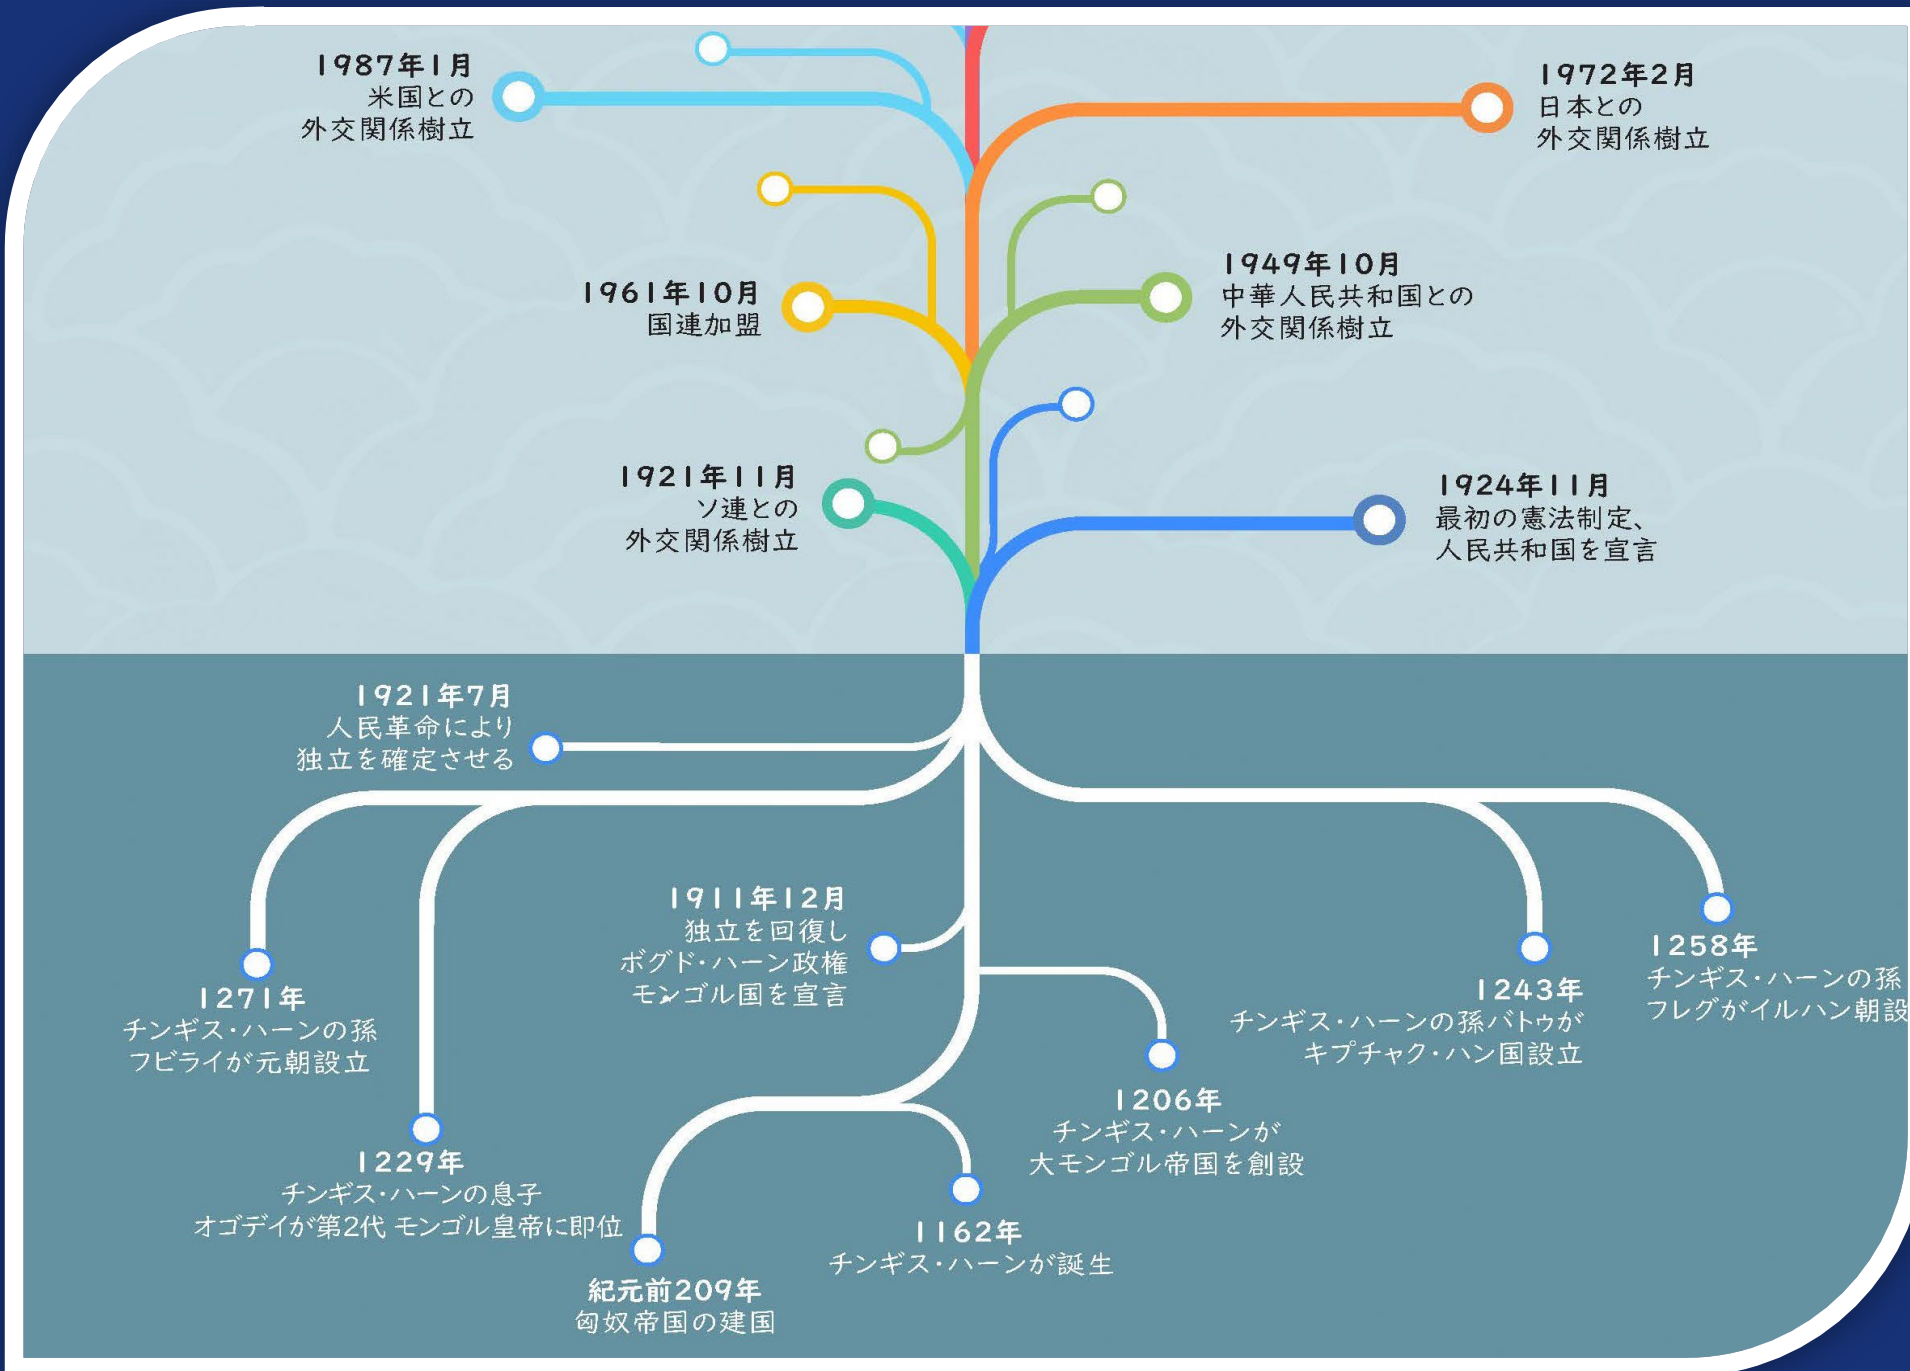 1987年1月
米国との
外交関係樹立
1972年2月
日本との
外交関係樹立
1961年10月
国連加盟
1949年10月
中華人民共和国との
外交関係樹立
1921年11月
ソ連との
外交関係樹立
1924年11月
最初の憲法制定、
人民共和国を宣言
1921年7月
人民革命により
独立を確定させる
1911年12月
独立を回復し
ボグド・ハーン政権
モンゴル国を宣言
1271年
チンギス・ハーンの孫
フビライが元朝設立
1243年
チンギス・ハーンの孫バトゥが
キプチャク・ハン国設立
1258年
チンギス・ハーンの孫
フレグがイルハン朝設
1229年
チンギス・ハーンの息子
オゴデイが第2代 モンゴル皇帝に即位
1206年
チンギス・ハーンが
大モンゴル帝国を創設
1162年
チンギス・ハーンが誕生
紀元前209年
匈奴帝国の建国